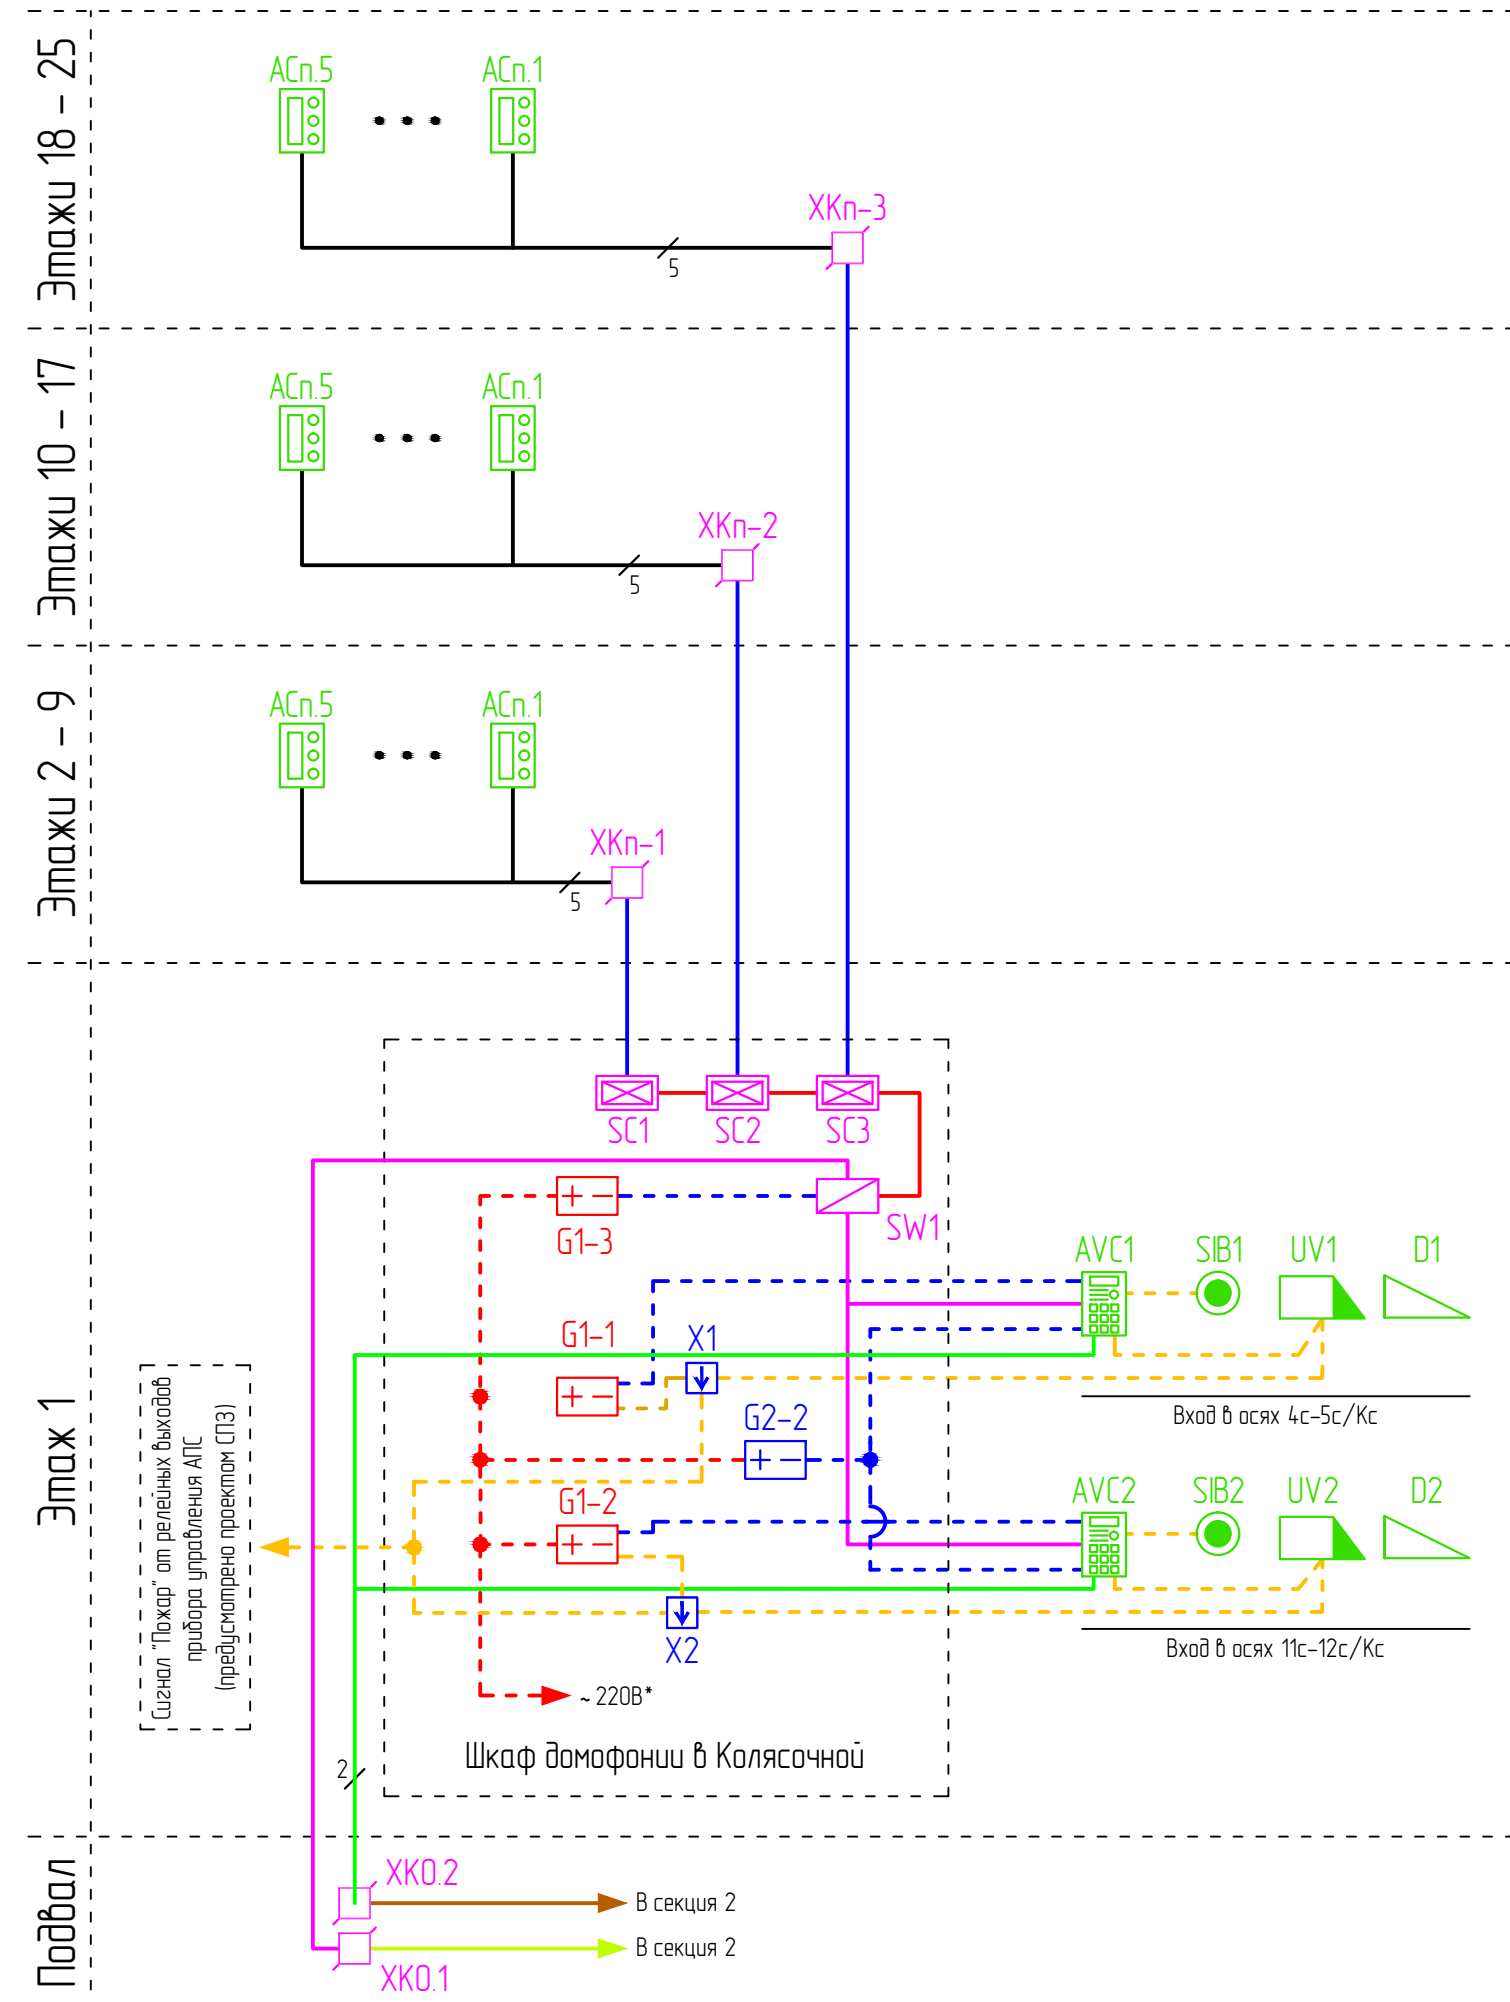 Этажи 18 - 25
АСп.5
АСп.1
ХКп-3
5
Этажи 10 - 17
АСп.5
АСп.1
ХКп-2
5
Этажи 2 - 9
АСп.5
АСп.1
ХКп-1
5
Этаж 1
SC1
SC2
SC3
SW1
G1-3
G1-1
X1
G2-2
G1-2
X2
AVC1
SIB1
UV1
D1
Вход в осях 4с-5с/Кс
AVC2
SIB2
UV2
D2
Вход в осях 11с-12с/Кс
Сигнал "Пожар" от релейных выходов
прибора управления АПС
(предусмотрено проектом СПЗ)
~ 220В*
Шкаф домофонии в Колясочной
2
Подвал
ХК0.2
В секция 2
В секция 2
ХК0.1